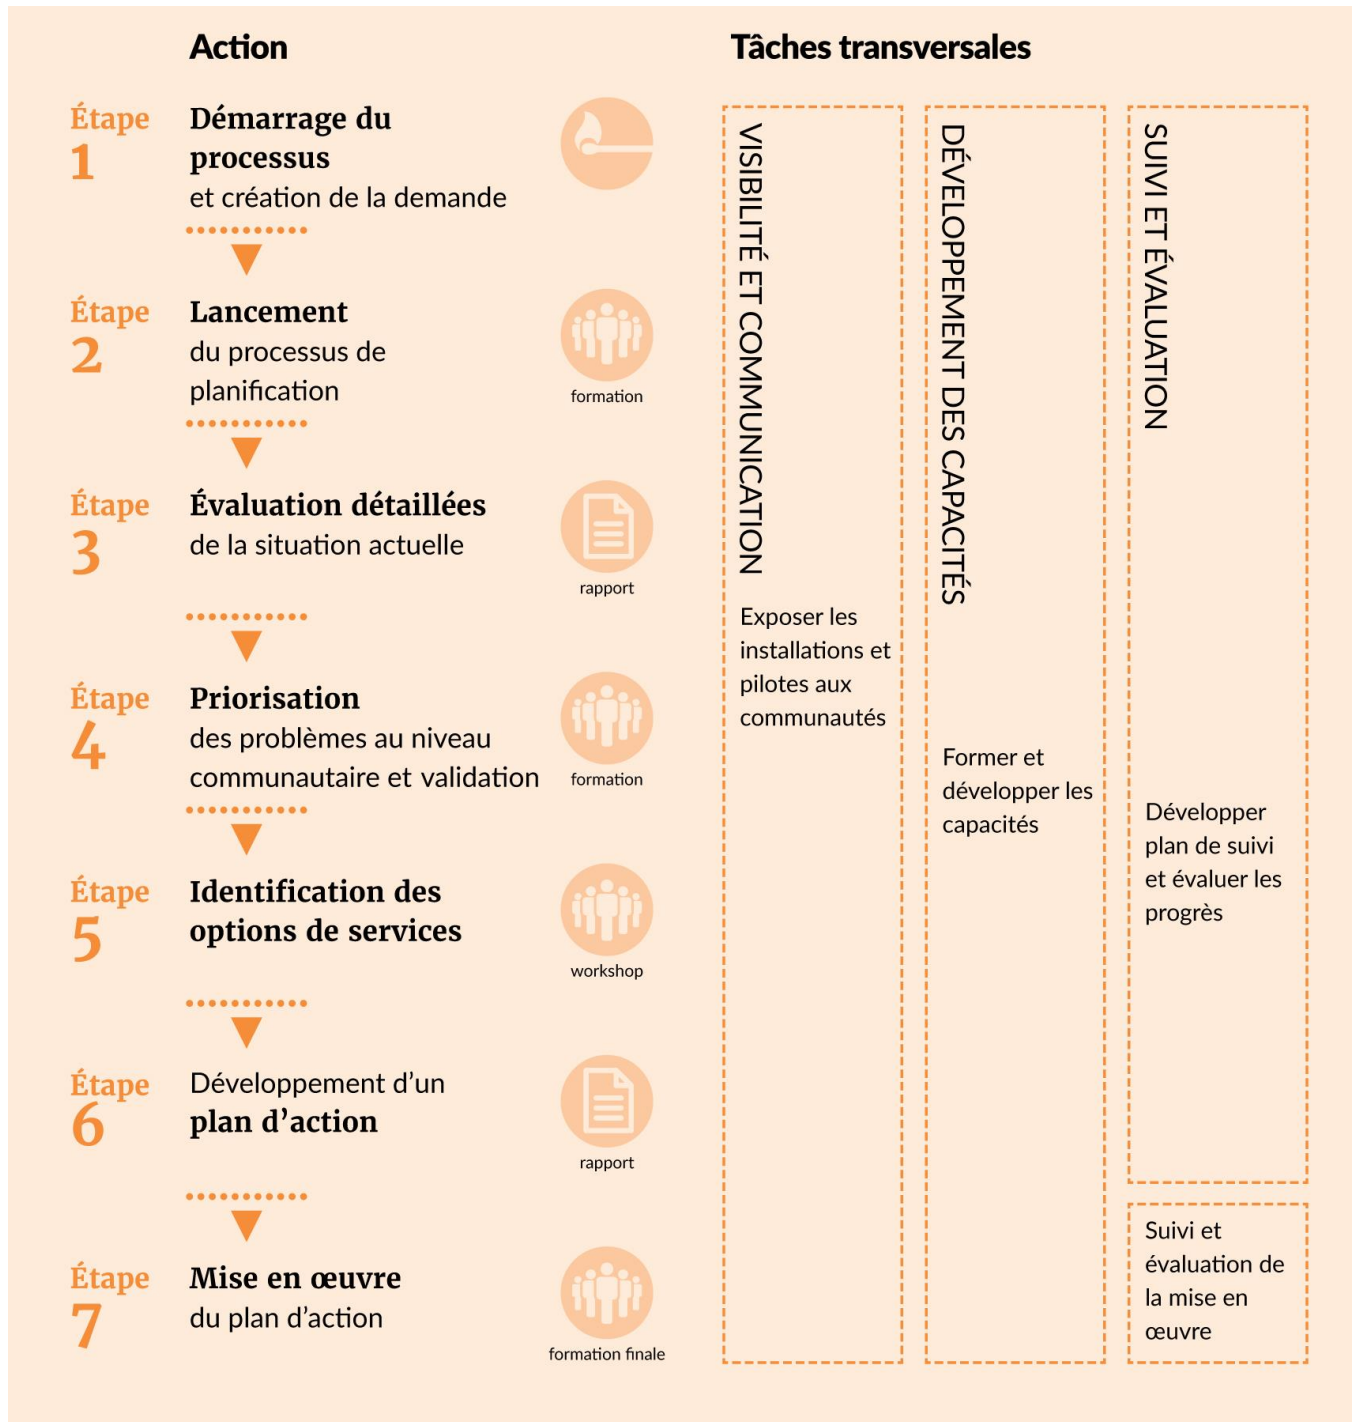 Action
Tâches transversales
Étape
1
Démarrage du
processus
et création de la demande
Étape
2
Lancement
du processus de
planification
formation
Étape
3
Évaluation détaillées
de la situation actuelle
rapport
Étape
4
Priorisation
des problèmes au niveau
communautaire et validation
formation
Étape
5
Identification des
options de services
workshop
Étape
6
Développement d’un
plan d’action
rapport
Étape
7
Mise en œuvre
du plan d’action
formation finale
VISIBILITÉ ET COMMUNICATION
Exposer les
installations et
pilotes aux
communautés
DÉVELOPPEMENT DES CAPACITÉS
Former et
développer les
capacités
SUIVI ET ÉVALUATION
Développer
plan de suivi
et évaluer les
progrès
Suivi et
évaluation de
la mise en
œuvre